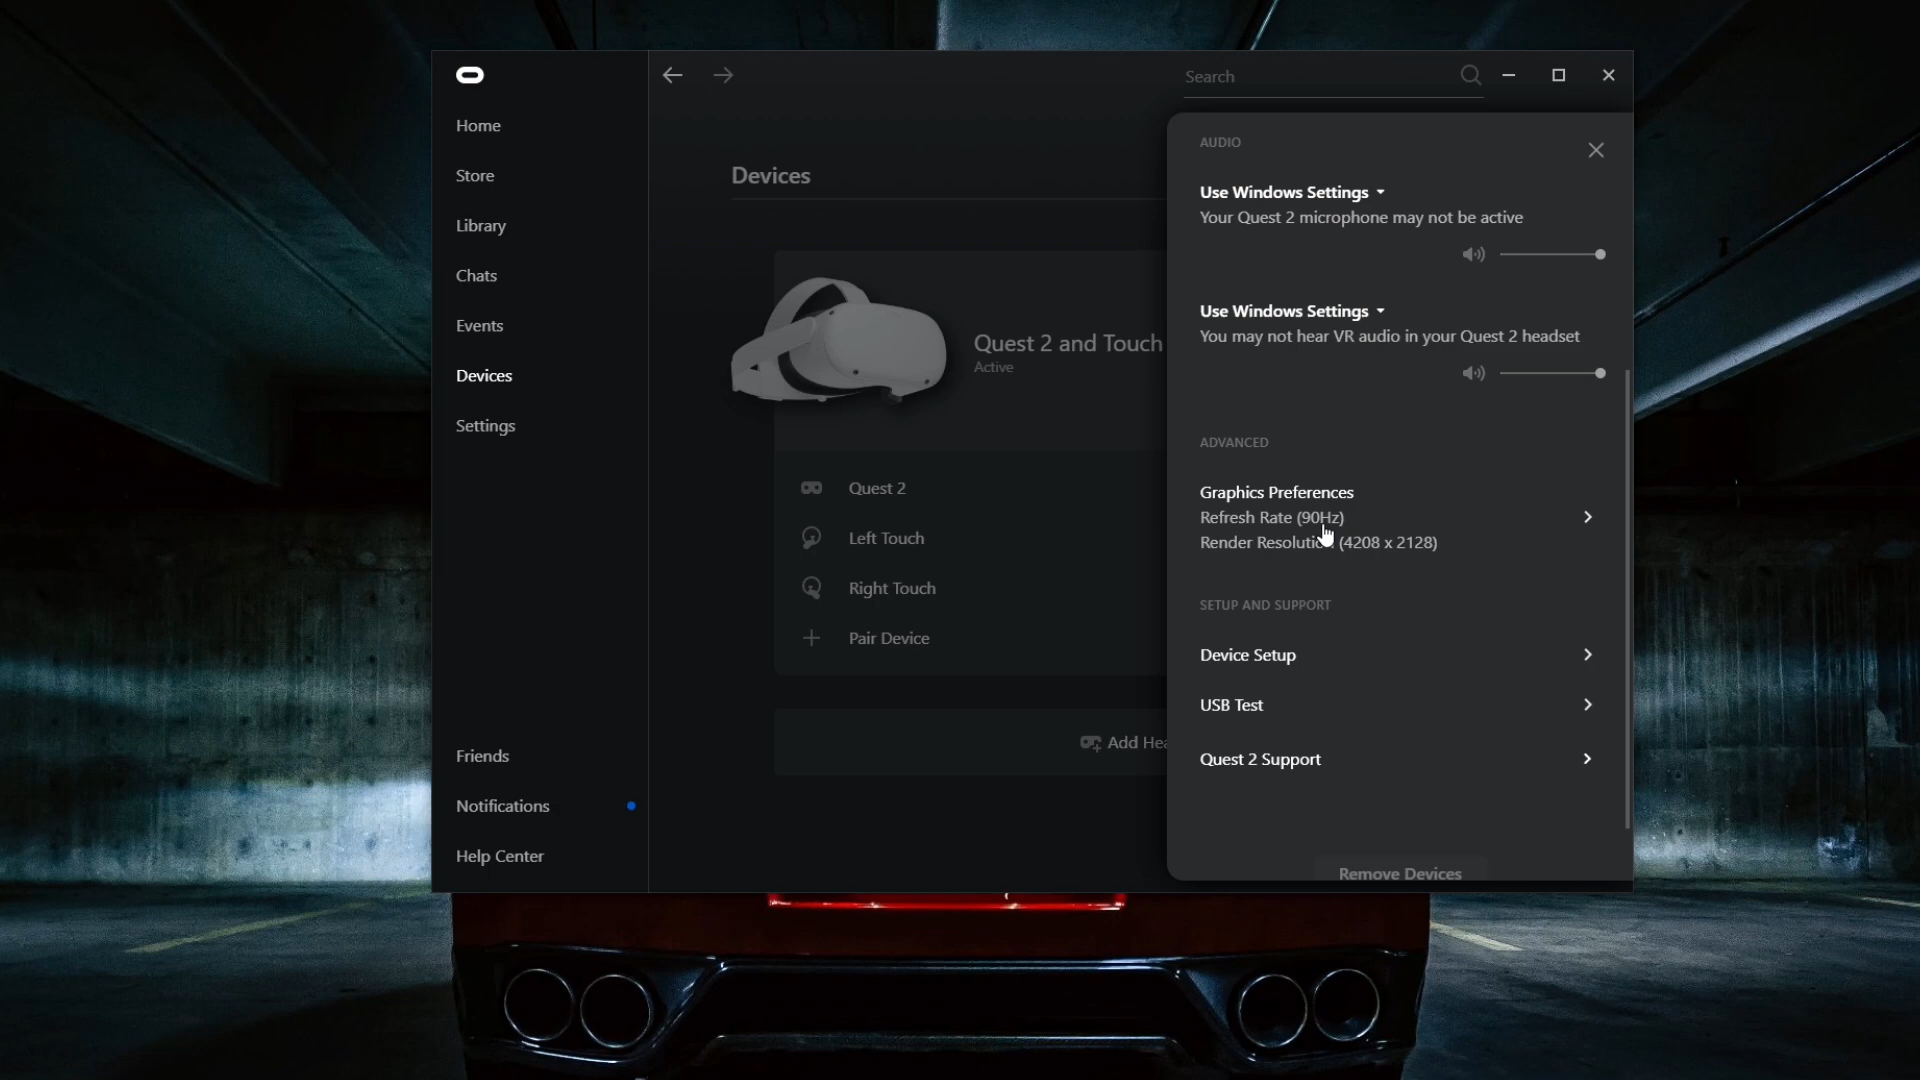 Home
Store
Library
Chats
Events
Devices
Settings
Friends
Notifications
Help Center
Search
Devices
Quest 2 and Touch
Active
Quest 2
Left Touch
Right Touch
Pair Device
Add Hea
AUDIO
Use Windows Settings
Your Quest 2 microphone may not be active
Use Windows Settings
You may not hear VR audio in your Quest 2 headset
ADVANCED
Graphics Preferences
Refresh Rate (90Hz)
Render Resolution (4208 x 2128)
SETUP AND SUPPORT
Device Setup
USB Test
Quest 2 Support
Remove Devices